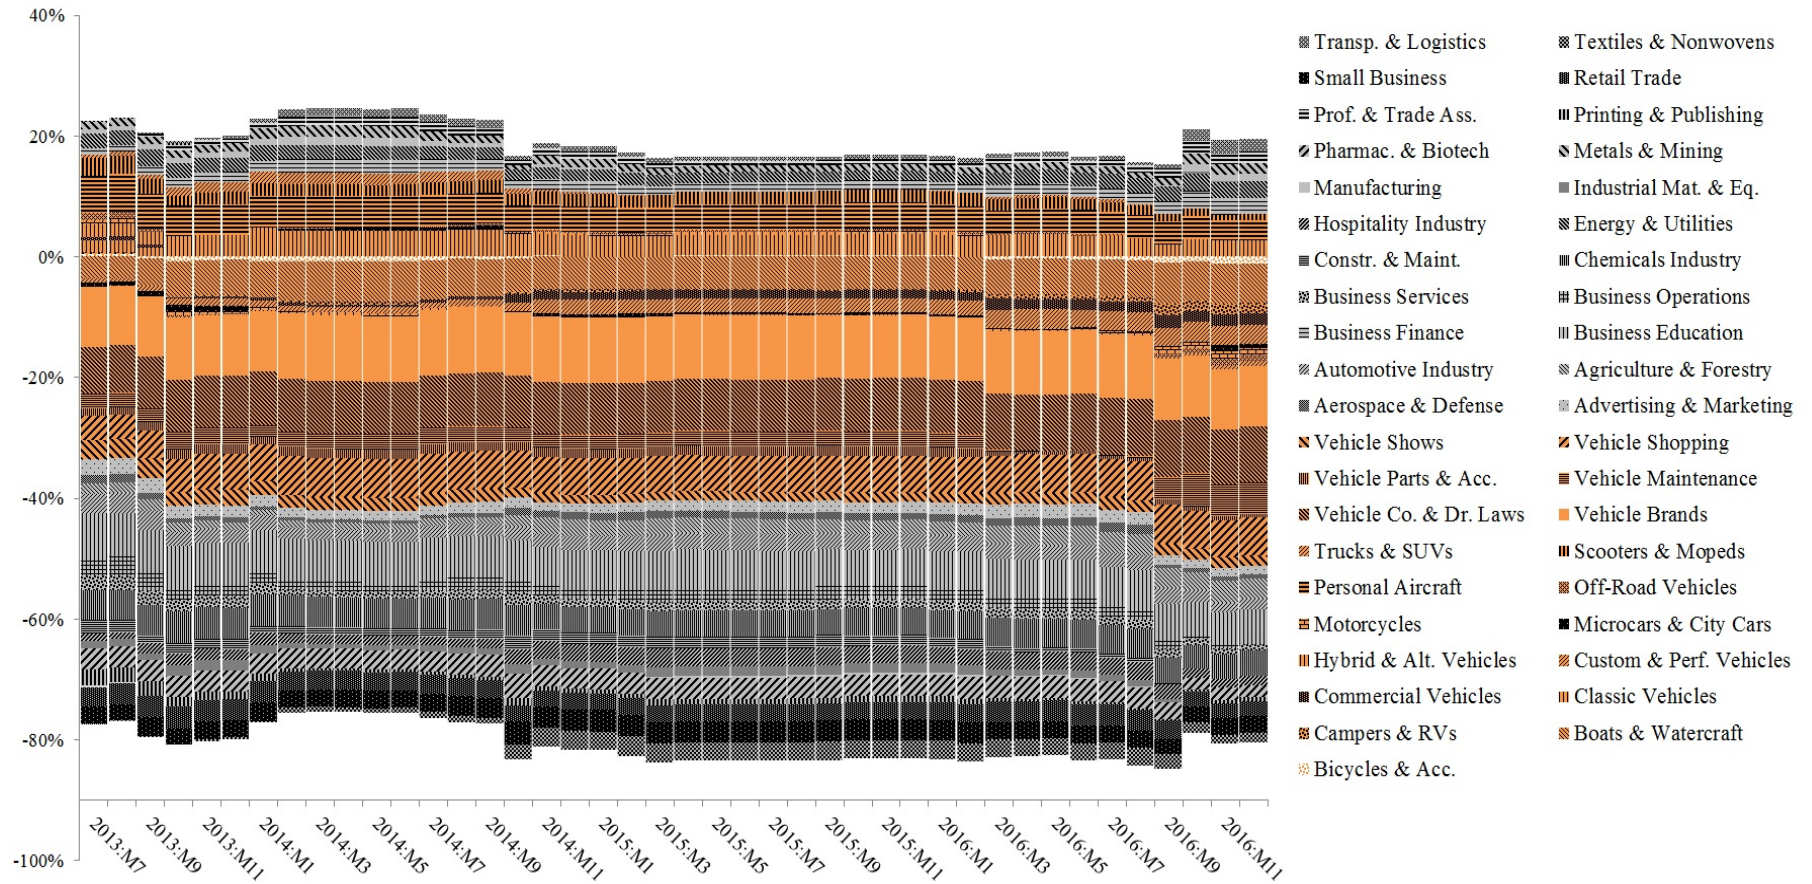 40%
20%
0%
-20%
-40%
-60%
-80%
-100%
2013:M7
2013:M9
2013:M11
2014:M1
2014:M3
2014:M5
2014:M7
2014:M9
2014:M11
2015:M1
2015:M3
2015:M5
2015:M7
2015:M9
2015:M11
2016:M1
2016:M3
2016:M5
2016:M7
2016:M9
2016:M11
Transp. & Logistics Textiles & Nonwovens
Small Business Retail Trade
Prof. & Trade Ass. Printing & Publishing
Pharmac. & Biotech Metals & Mining
Manufacturing Industrial Mat. & Eq.
Hospitality Industry Energy & Utilities
Constr. & Maint. Chemicals Industry
Business Services Business Operations
Business Finance Business Education
Automotive Industry Agriculture & Forestry
Aerospace & Defense Advertising & Marketing
Vehicle Shows Vehicle Shopping
Vehicle Parts & Acc. Vehicle Maintenance
Vehicle Co. & Dr. Laws Vehicle Brands
Trucks & SUVs Scooters & Mopeds
Personal Aircraft Off-Road Vehicles
Motorcycles Microcars & City Cars
Hybrid & Alt. Vehicles Custom & Perf. Vehicles
Commercial Vehicles Classic Vehicles
Campers & RVs Boats & Watercraft
Bicycles & Acc.